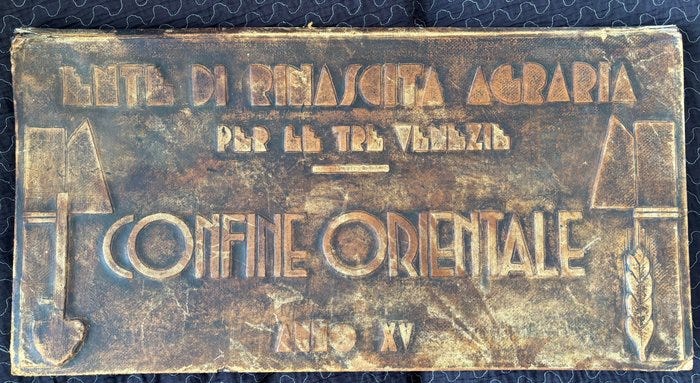 ENTE DI RINASCITA AGRARIA
PER LE TRE VENEZIE
CONFINE ORIENTALE
ANNO XV